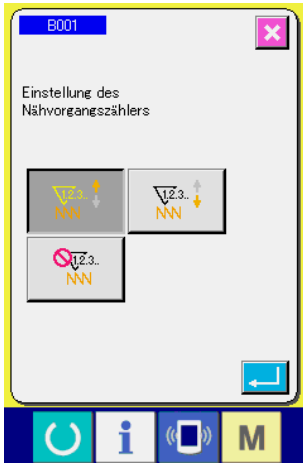 B001
Einstellung des
Nähvorgangszählers
1,2,3..
1,2,3..
1,2,3..
i
M